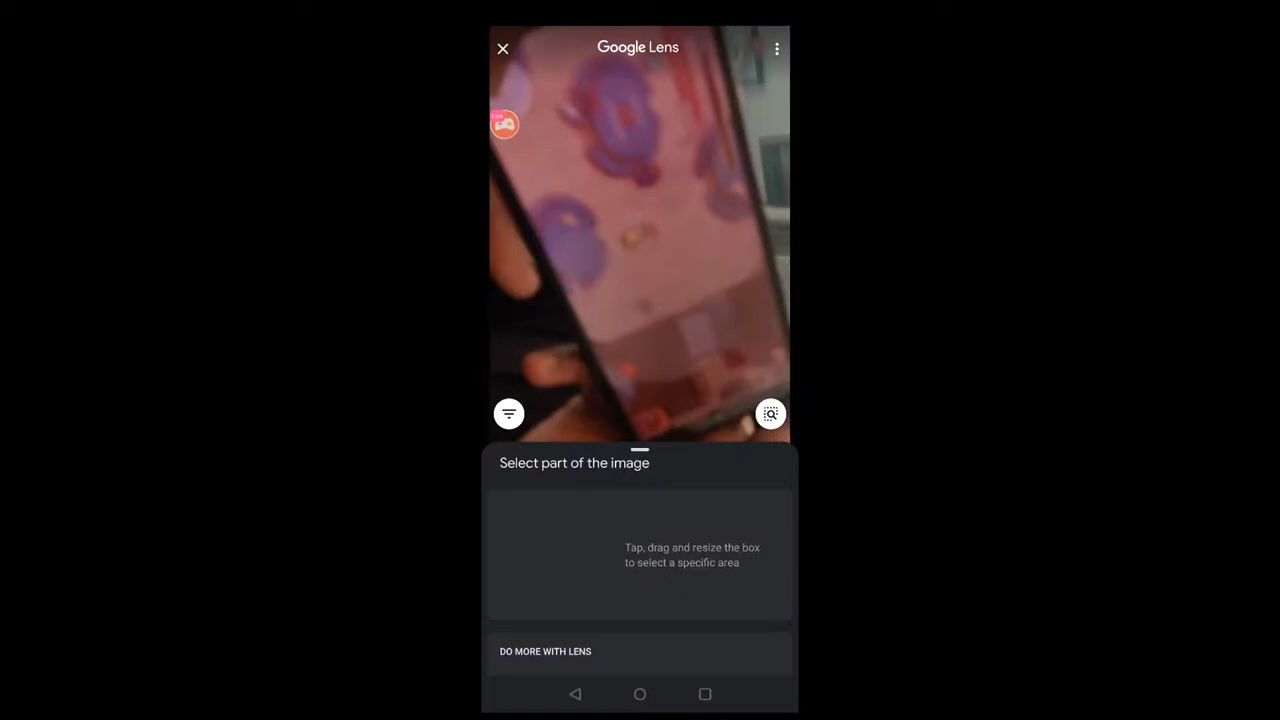 Google Lens
Select part of the image
Tap, drag and resize the box
to select a specific area
DO MORE WITH LENS